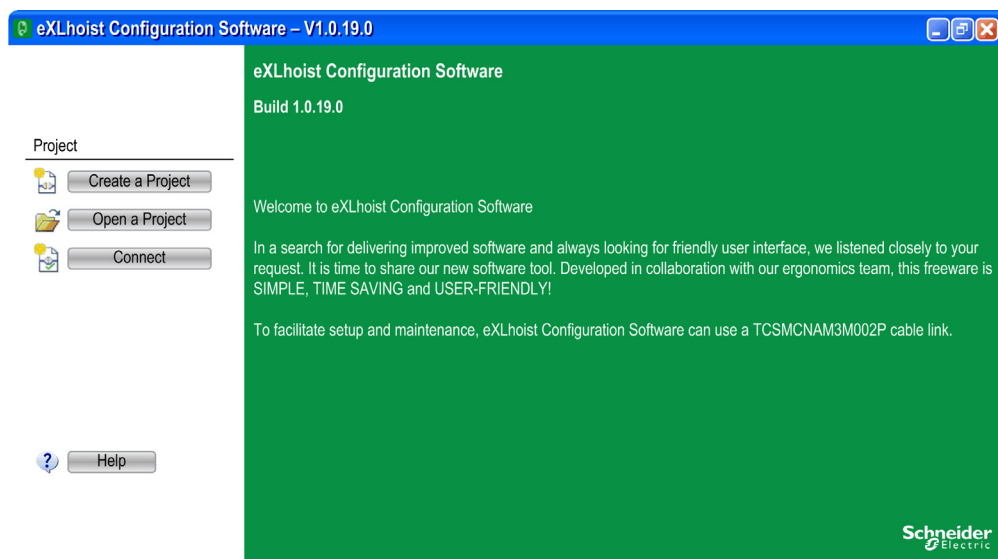 eXLhoist Configuration Software – V1.0.19.0
Project
Create a Project
Open a Project
Connect
Help
eXLhoist Configuration Software
Build 1.0.19.0
Welcome to eXLhoist Configuration Software
In a search for delivering improved software and always looking for friendly user interface, we listened closely to your
request. It is time to share our new software tool. Developed in collaboration with our ergonomics team, this freeware is
SIMPLE, TIME SAVING and USER-FRIENDLY!
To facilitate setup and maintenance, eXLhoist Configuration Software can use a TCSMCNAM3M002P cable link.
Schneider
Electric